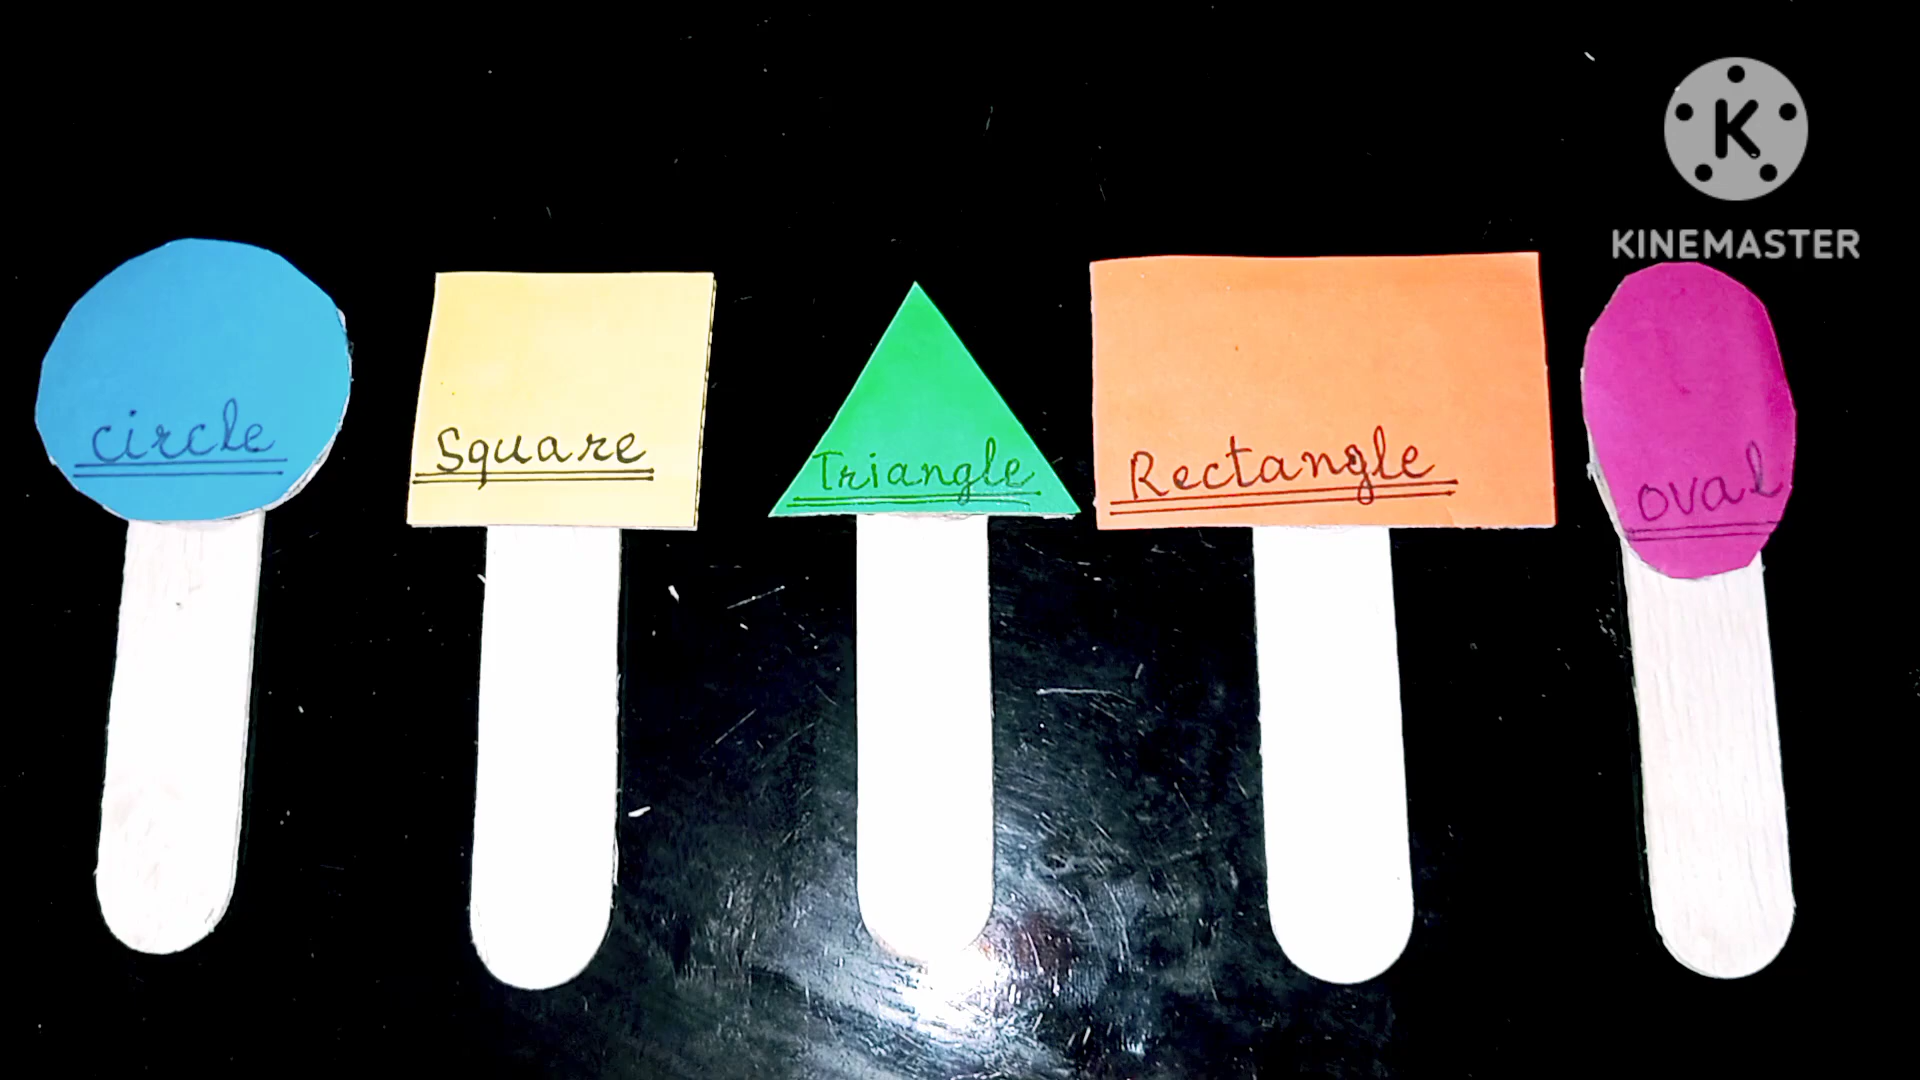 K
KINEMASTER
circle
Square
Triangle
Rectangle
oval